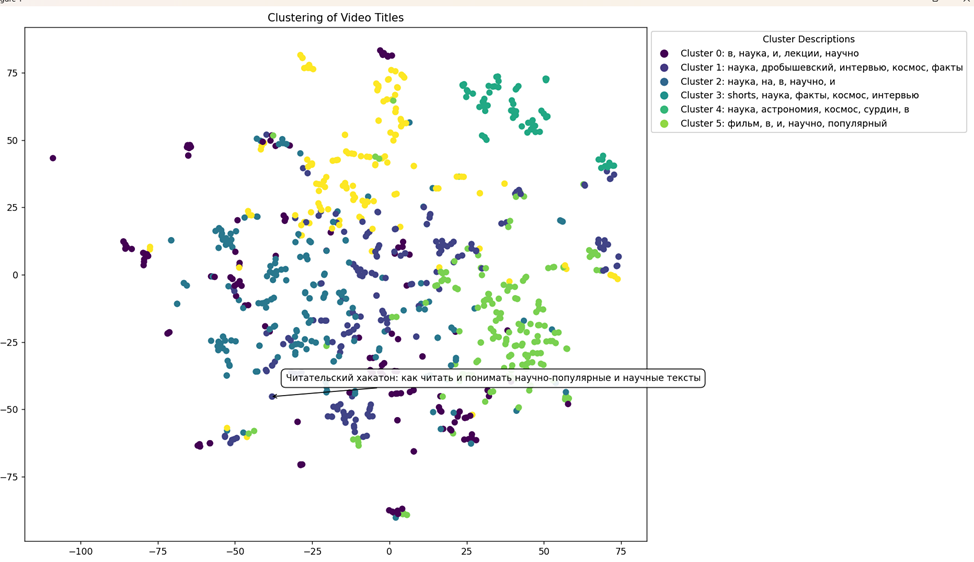 Clustering of Video Titles
Cluster Descriptions
Cluster 0: в, наука, и, лекции, научно
Cluster 1: наука, дробышевский, интервью, космос, факты
Cluster 2: наука, на, в, научно, и
Cluster 3: shorts, наука, факты, космос, интервью
Cluster 4: наука, астрономия, космос, сурдин, в
Cluster 5: фильм, в, и, научно, популярный
75
50
25
0
−25
Читательский хакатон: как читать и понимать научно-популярные и научные тексты
−50
−75
−100 −75 −50 −25 0 25 50 75